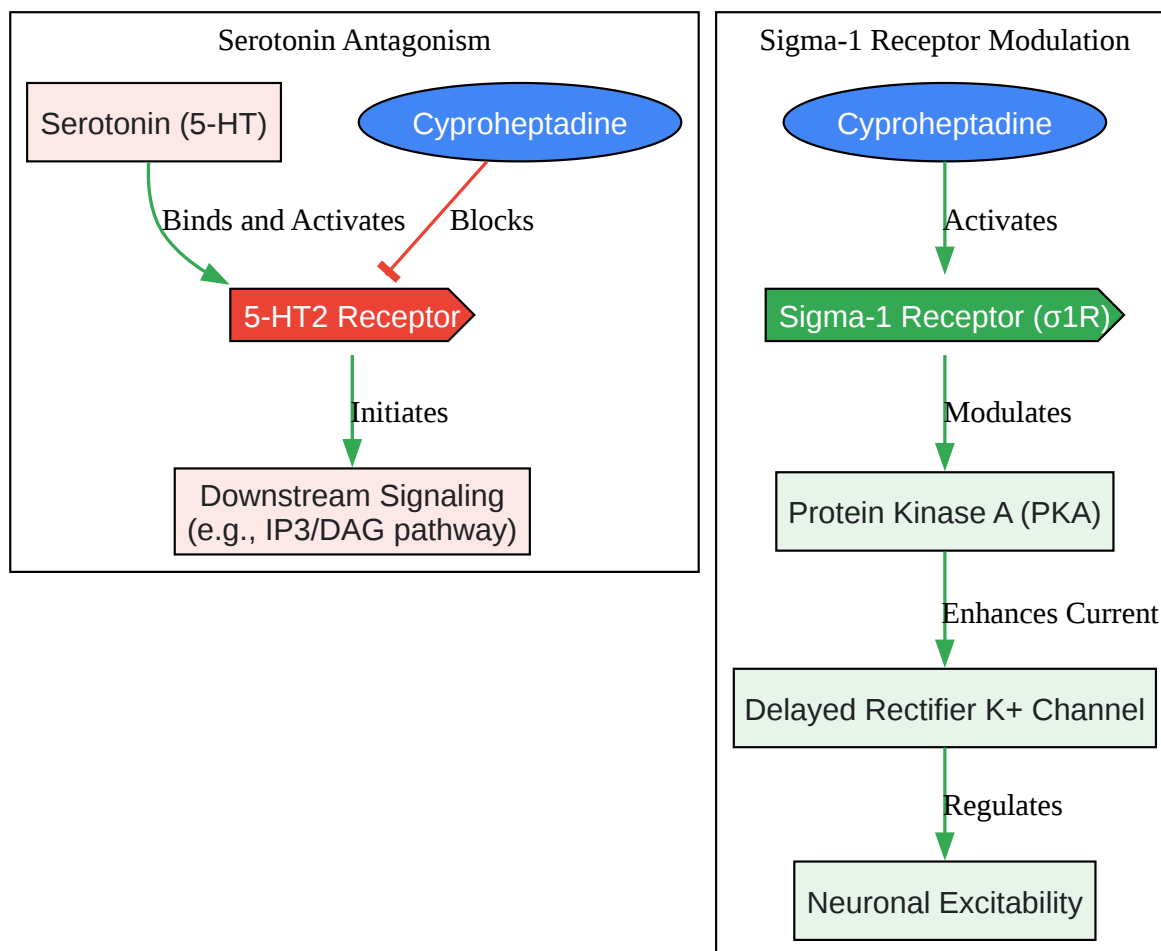 Serotonin Antagonism
Serotonin (5-HT)
Cyproheptadine
Binds and Activates
Blocks
5-HT2 Receptor
Initiates
Downstream Signaling
(e.g., IP3/DAG pathway)
Sigma-1 Receptor Modulation
Cyproheptadine
Activates
Sigma-1 Receptor (σ1R)
Modulates
Protein Kinase A (PKA)
Enhances Current
Delayed Rectifier K+ Channel
Regulates
Neuronal Excitability